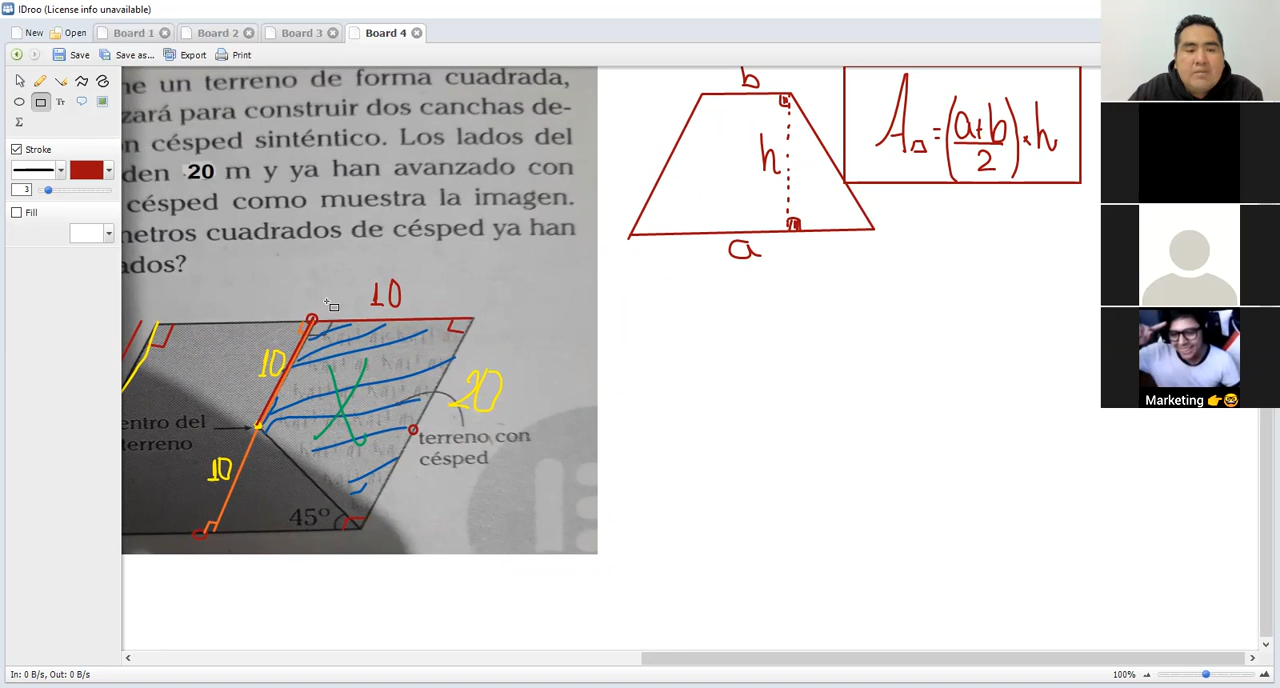 IDroo (License info unavailable)
New Open Board 1 Board 2 Board 3 Board 4
Save Save as... Export Print
Tr
Σ
Stroke
3
Fill
ne un terreno de forma cuadrada,
zará para construir dos canchas de-
n césped sinténtico. Los lados del
den 20 m y ya han avanzado con
césped como muestra la imagen.
netros cuadrados de césped ya han
ados?
10
10
20
entro del
terreno
terreno con
césped
10
45°
X
b
h
a
A=(a+b/2)×h
Marketing 👉🤓
In: 0 B/s, Out: 0 B/s
100%